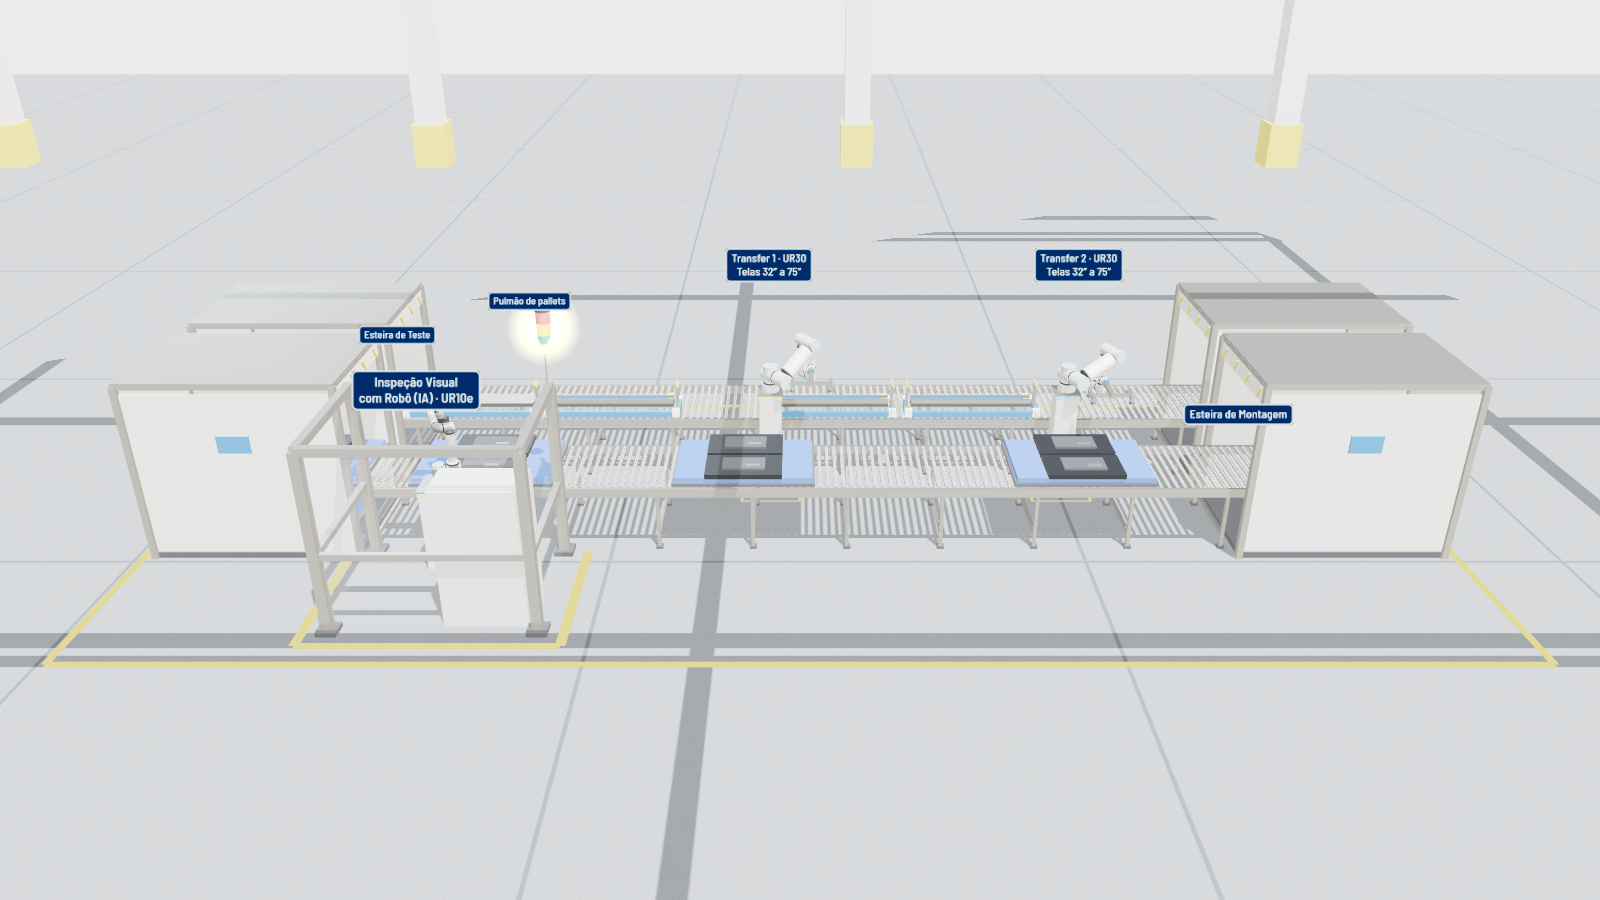 Transfer 1 · UR30
Telas 32” a 75”
Transfer 2 · UR30
Telas 32” a 75”
Pulmão de pallets
Esteira de Teste
Inspeção Visual
com Robô (IA) · UR10e
Esteira de Montagem